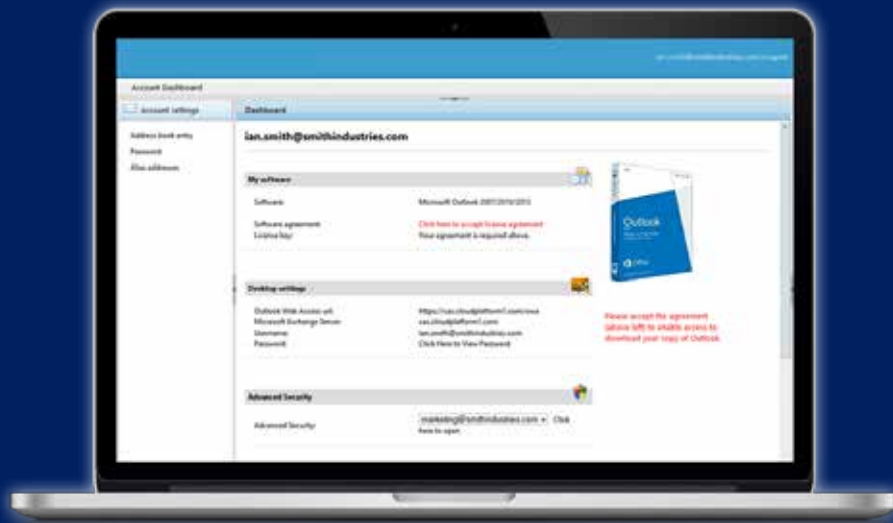 Account Dashboard
Account settings
Dashboard
Address book entry
Password
Alias addresses
ian.smith@smithindustries.com
My software
Software:
Microsoft Outlook 2007/2010/2013
Software agreement:
Click here to accept licence agreement
License key:
Your agreement is required above.
Outlook
Office
Desktop settings
Outlook Web Access url:
https://cas.cloudplatform1.com/owa
Microsoft Exchange Server:
cas.cloudplatform1.com
Username:
ian.smith@smithindustries.com
Password:
Click Here to View Password
Please accept the agreement
(above left) to enable access to
download your copy of Outlook.
Advanced Security
Advanced Security:
marketing@smithindustries.com
Click
here to open